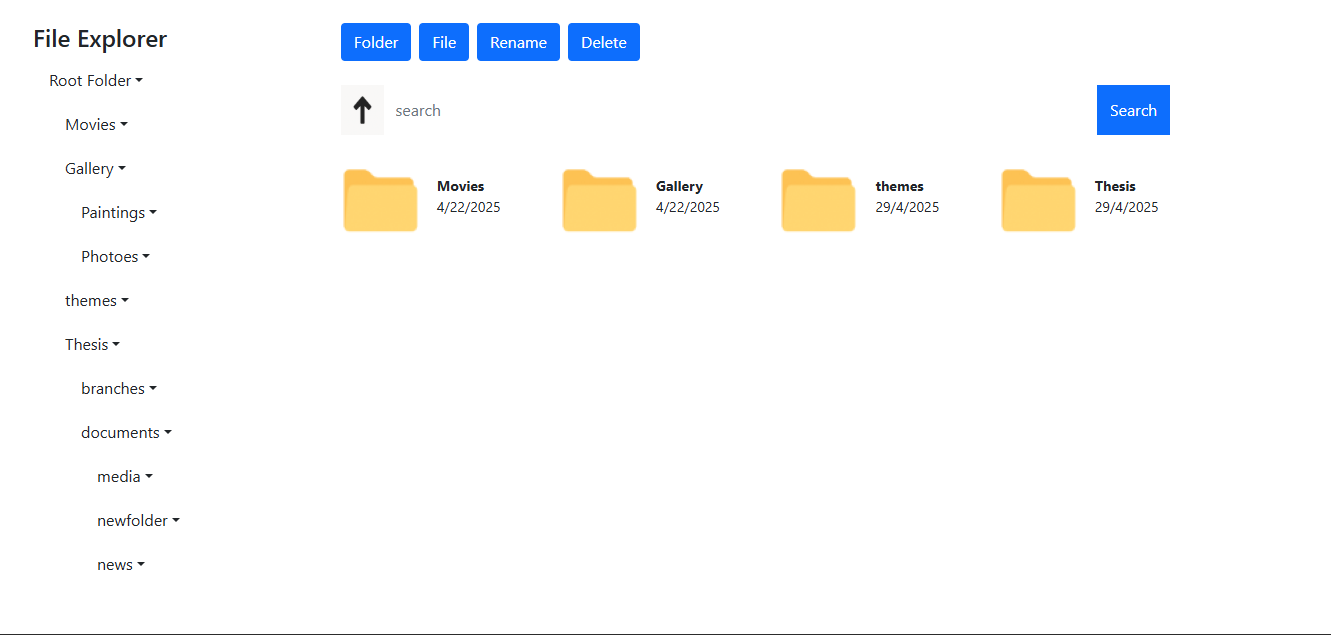 File Explorer
Root Folder
Movies
Gallery
Paintings
Photoes
themes
Thesis
branches
documents
media
newfolder
news
Folder File Rename Delete
search Search
Movies
4/22/2025
Gallery
4/22/2025
themes
29/4/2025
Thesis
29/4/2025